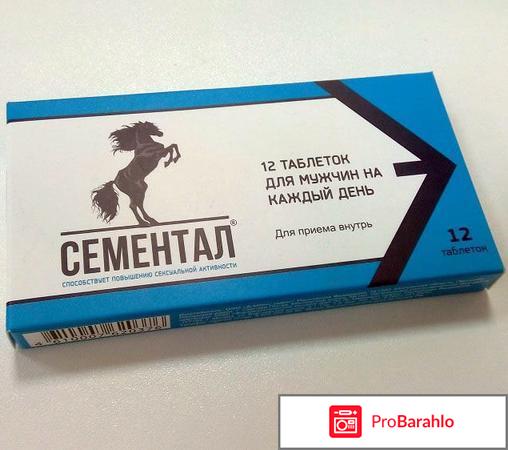 12 ТАБЛЕТОК
ДЛЯ МУЖЧИН НА
КАЖДЫЙ ДЕНЬ
Для приема внутрь
СЕМЕНТАЛ®
СПОСОБСТВУЕТ ПОВЫШЕНИЮ СЕКСУАЛЬНОЙ АКТИВНОСТИ
12
таблеток
ProBarahlo